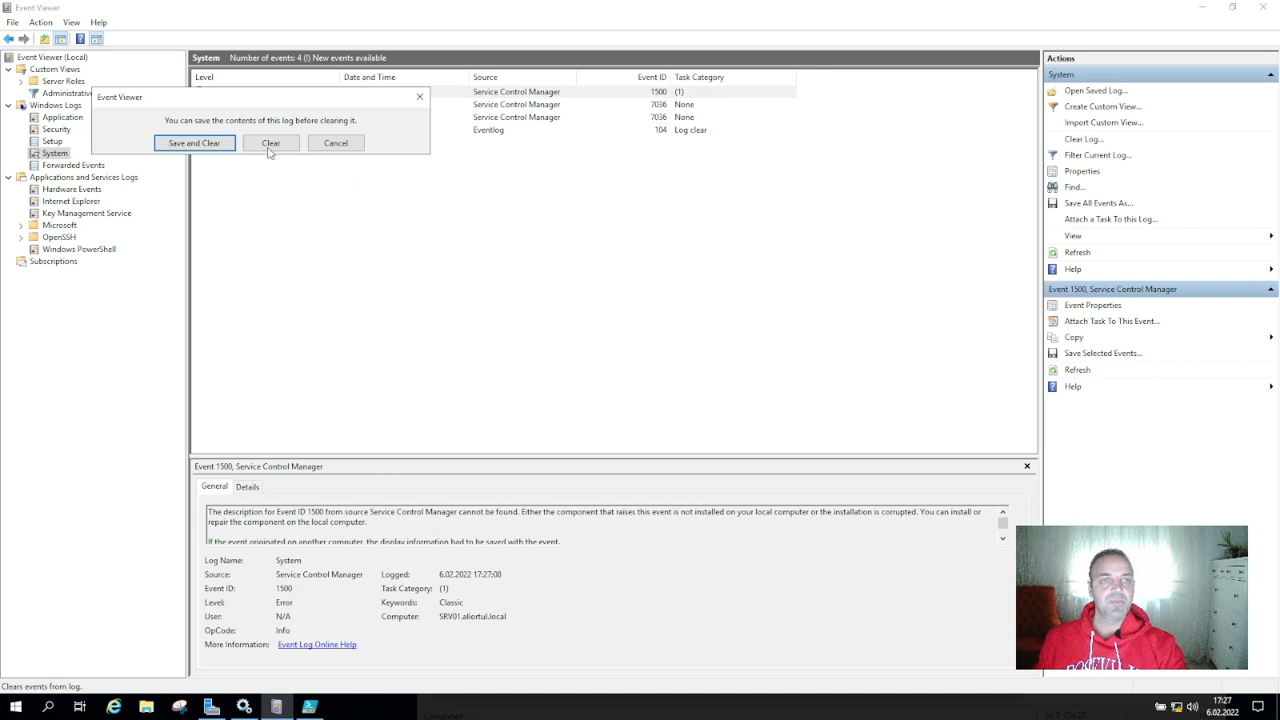 Event Viewer
File Action View Help
Event Viewer (Local)
Custom Views
Server Roles
Administrative
Windows Logs
Application
Security
Setup
System
Forwarded Events
Applications and Services Logs
Hardware Events
Internet Explorer
Key Management Service
Microsoft
OpenSSH
Windows PowerShell
Subscriptions
System Number of events: 4 (!) New events available
Level Date and Time Source Event ID Task Category
Service Control Manager 1500 (1)
Service Control Manager 7036 None
Service Control Manager 7036 None
Eventlog 104 Log clear
Event Viewer
You can save the contents of this log before clearing it.
Save and Clear Clear Cancel
Event 1500, Service Control Manager
General Details
The description for Event ID 1500 from source Service Control Manager cannot be found. Either the component that raises this event is not installed on your local computer or the installation is corrupted. You can install or
repair the component on the local computer.
If the event originated on another computer, the display information had to be saved with the event.
Log Name: System
Source: Service Control Manager Logged: 6.02.2022 17:27:08
Event ID: 1500 Task Category: (1)
Level: Error Keywords: Classic
User: N/A Computer: SRV01.aliortul.local
OpCode: Info
More Information: Event Log Online Help
Actions
System
Open Saved Log...
Create Custom View...
Import Custom View...
Clear Log...
Filter Current Log...
Properties
Find...
Save All Events As...
Attach a Task To this Log...
View
Refresh
Help
Event 1500, Service Control Manager
Event Properties
Attach Task To This Event...
Copy
Save Selected Events...
Refresh
Help
Clears events from log.
Completed
17:27
6.02.2022